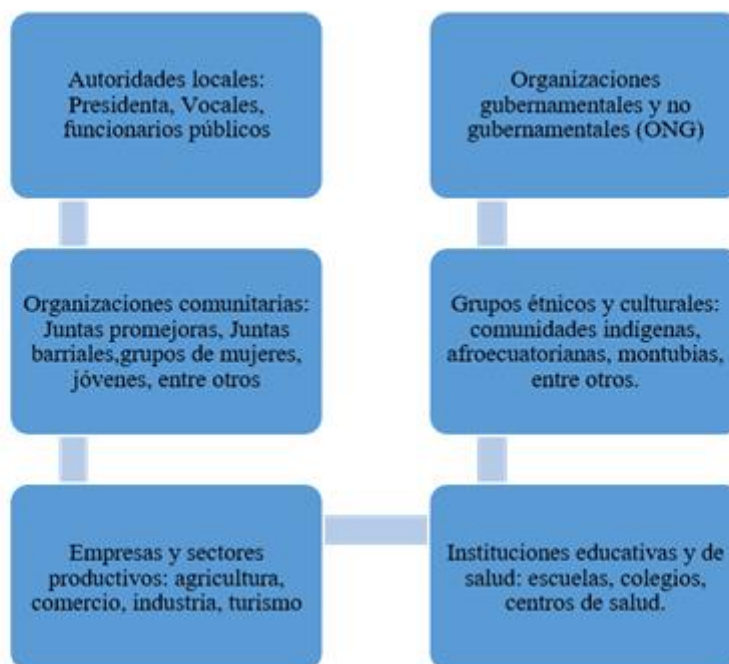 Autoridades locales:
Presidenta, Vocales,
funcionarios públicos
Organizaciones comunitarias:
Juntas promejoras, Juntas
barriales,grupos de mujeres,
jóvenes, entre otros
Empresas y sectores
productivos: agricultura,
comercio, industria, turismo
Instituciones educativas y de
salud: escuelas, colegios,
centros de salud.
Grupos étnicos y culturales:
comunidades indígenas,
afroecuatorianas, montubias,
entre otros.
Organizaciones
gubernamentales y no
gubernamentales (ONG)